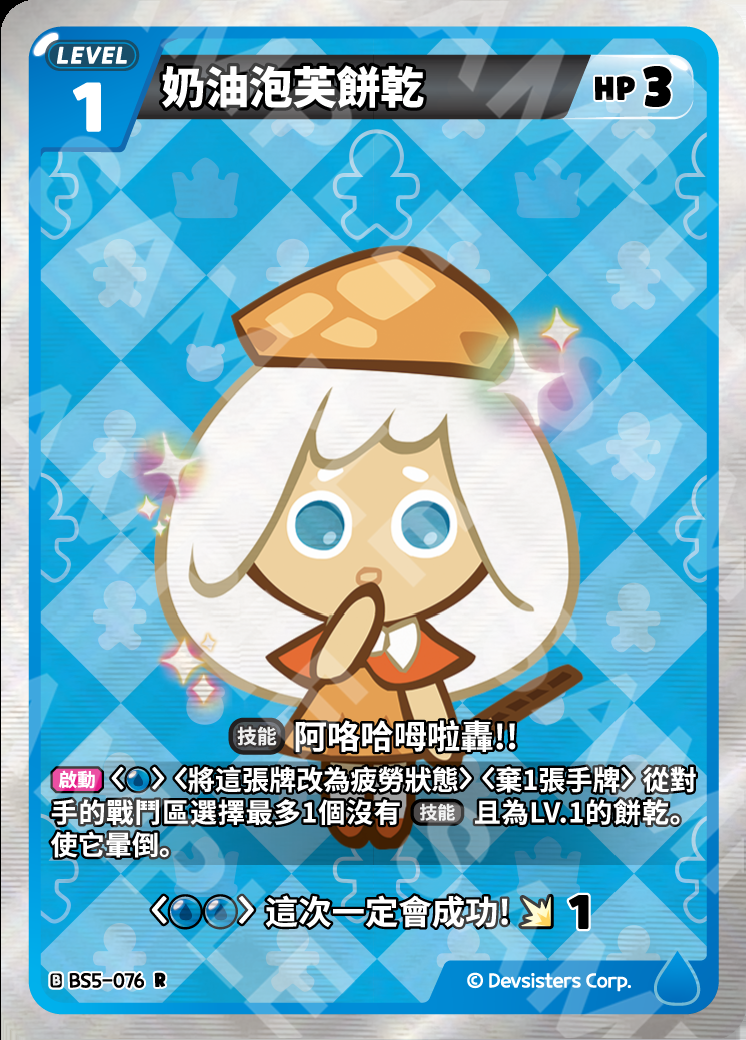 LEVEL
1
奶油泡芙餅乾
HP 3
技能 阿咯哈呣啦轟!!
啟動 〈〉〈將這張牌改為疲勞狀態〉〈棄1張手牌〉從對
手的戰鬥區選擇最多1個沒有 技能 且為LV.1的餅乾。
使它暈倒。
〈〉這次一定會成功! 1
B BS5-076 R
© Devsisters Corp.
SAMPLE